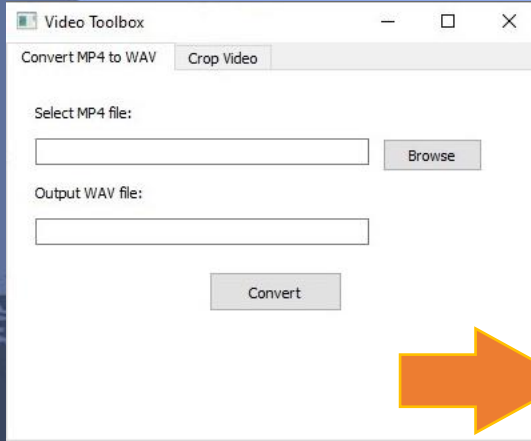 Video Toolbox
Convert MP4 to WAV
Crop Video
Select MP4 file:
Browse
Output WAV file:
Convert